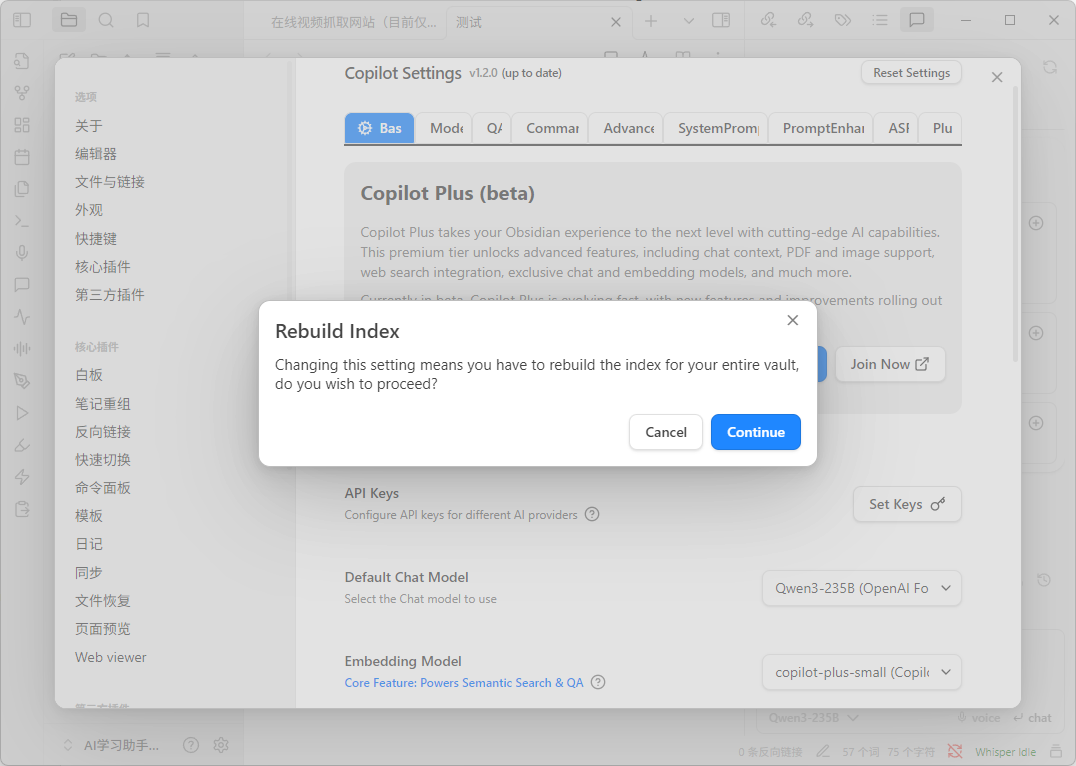 在线视频抓取网站（目前仅...
测试
选项
关于
编辑器
文件与链接
外观
快捷键
核心插件
第三方插件
核心插件
白板
笔记重组
反向链接
快速切换
命令面板
模板
日记
同步
文件恢复
页面预览
Web viewer
AI学习助手...
Copilot Settings v1.2.0 (up to date)
Reset Settings
Bas
Mode
QA
Commar
Advance
SystemPromp
PromptEnhan
ASR
Plu
Copilot Plus (beta)
Copilot Plus takes your Obsidian experience to the next level with cutting-edge AI capabilities.
This premium tier unlocks advanced features, including chat context, PDF and image support,
web search integration, exclusive chat and embedding models, and much more.
Currently in beta, Copilot Plus is evolving fast, with new features and improvements rolling out
Join Now
Rebuild Index
Changing this setting means you have to rebuild the index for your entire vault,
do you wish to proceed?
Cancel
Continue
API Keys
Configure API keys for different AI providers
Set Keys
Default Chat Model
Select the Chat model to use
Qwen3-235B (OpenAI Fo
Embedding Model
Core Feature: Powers Semantic Search & QA
copilot-plus-small (Copilo
Qwen3-235B
voice
chat
0 条反向链接
57 个词
75 个字符
Whisper Idle